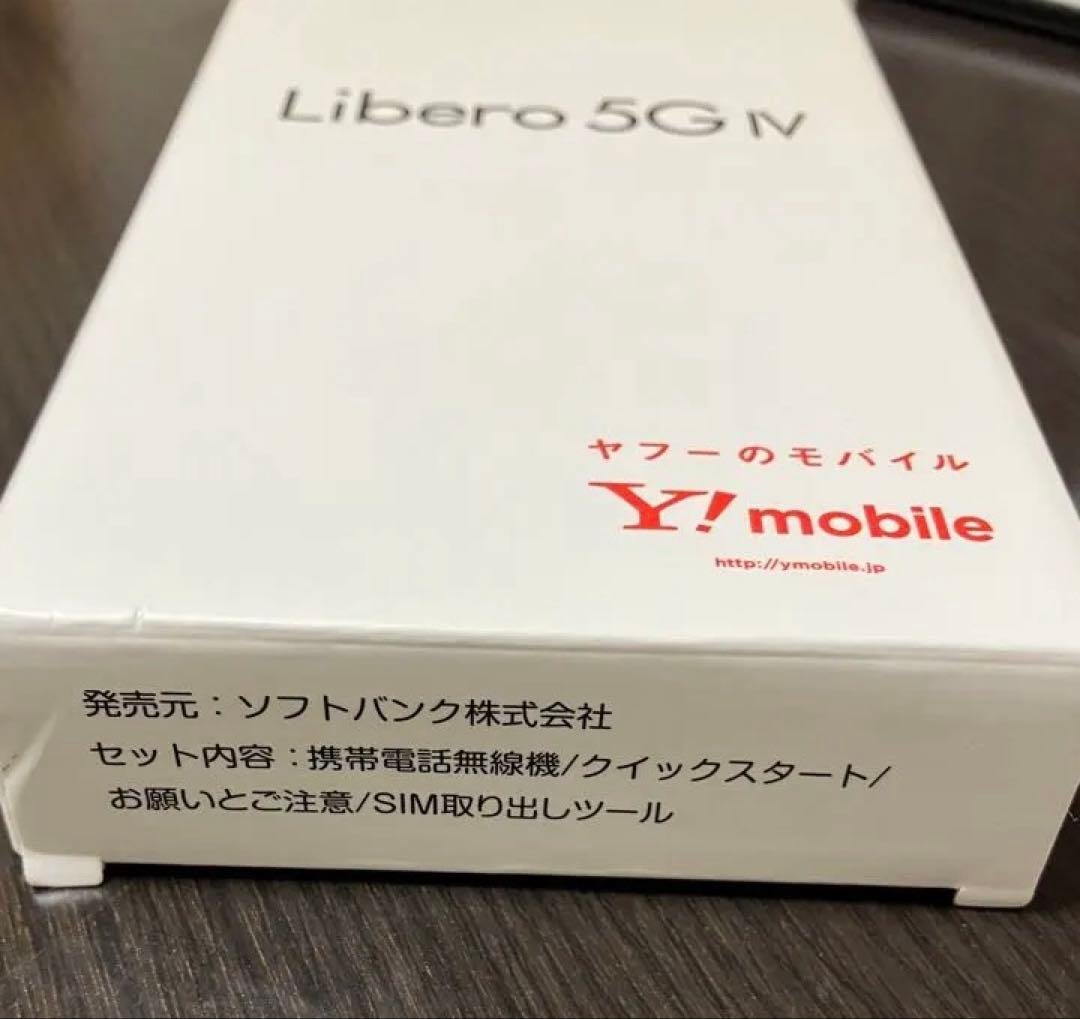 Libero 5G IV
ヤフーのモバイル
Y! mobile
http://ymobile.jp
発売元：ソフトバンク株式会社
セット内容：携帯電話無線機/クイックスタート/
お願いとご注意/SIM取り出しツール